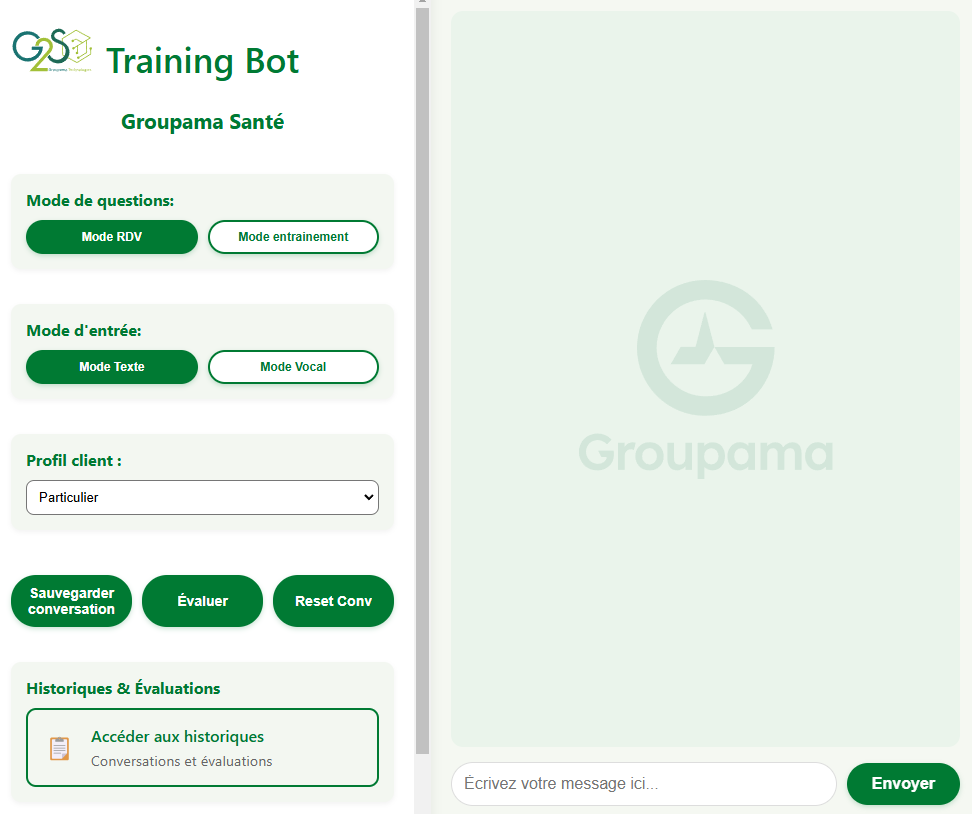 G2S
Groupama Technologies
Training Bot
Groupama Santé
Mode de questions:
Mode RDV
Mode entrainement
Mode d'entrée:
Mode Texte
Mode Vocal
Profil client :
Particulier
Sauvegarder
conversation
Évaluer
Reset Conv
Historiques & Évaluations
Accéder aux historiques
Conversations et évaluations
Groupama
Écrivez votre message ici...
Envoyer